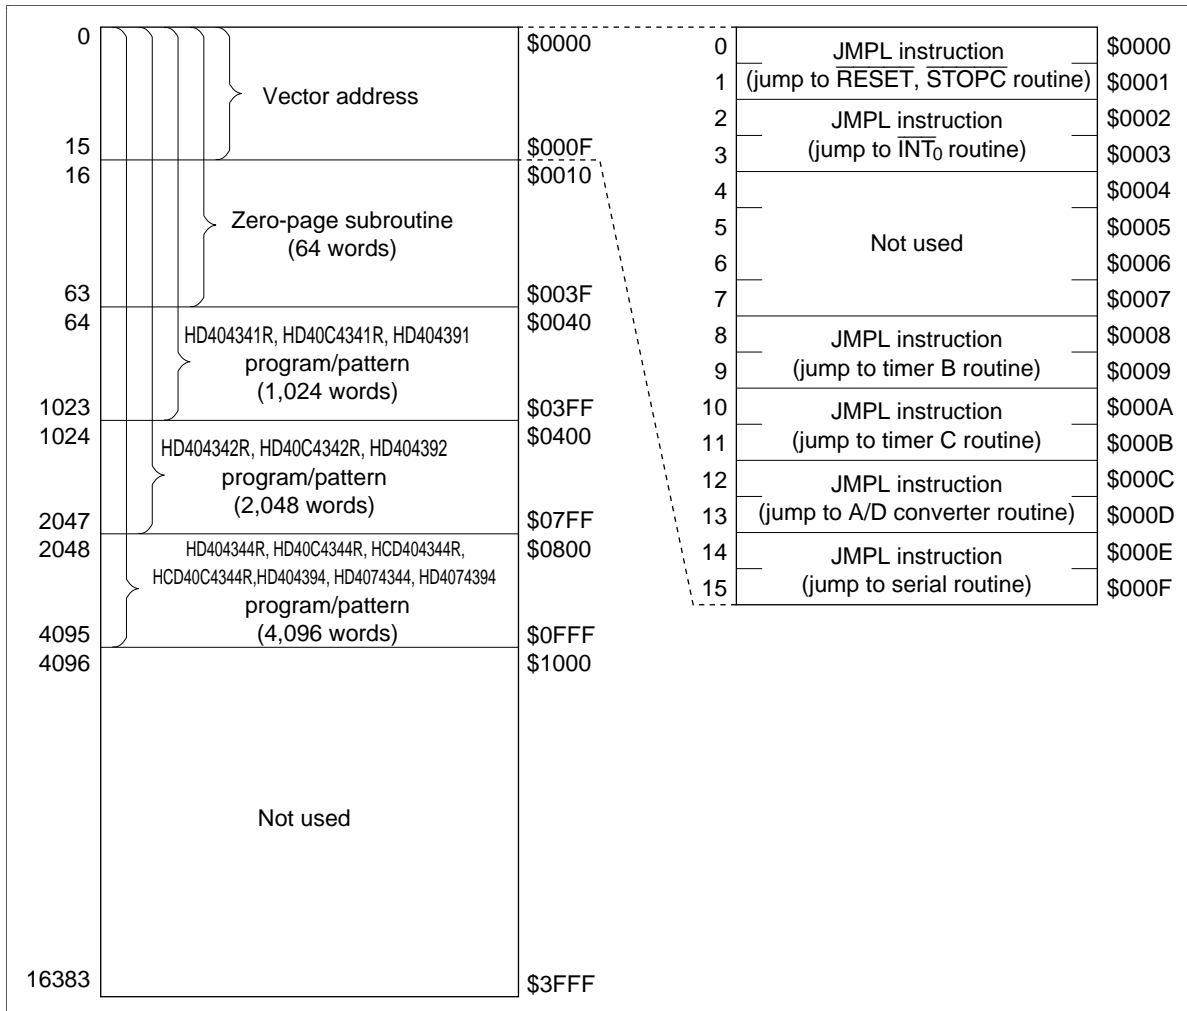 0
$0000
Vector address
15
$000F
16
$0010
Zero-page subroutine
(64 words)
63
$003F
64
$0040
HD404341R, HD40C4341R, HD404391
program/pattern
(1,024 words)
1023
$03FF
1024
$0400
HD404342R, HD40C4342R, HD404392
program/pattern
(2,048 words)
2047
$07FF
2048
$0800
HD404344R, HD40C4344R, HCD404344R,
HCD40C4344R,HD404394, HD4074344, HD4074394
program/pattern
(4,096 words)
4095
$0FFF
4096
$1000
Not used
16383
$3FFF
0
JMPL instruction
$0000
1
(jump to RESET, STOPC routine)
$0001
2
JMPL instruction
$0002
3
(jump to INT0 routine)
$0003
4
$0004
5
$0005
Not used
6
$0006
7
$0007
8
JMPL instruction
$0008
9
(jump to timer B routine)
$0009
10
JMPL instruction
$000A
11
(jump to timer C routine)
$000B
12
JMPL instruction
$000C
13
(jump to A/D converter routine)
$000D
14
JMPL instruction
$000E
15
(jump to serial routine)
$000F